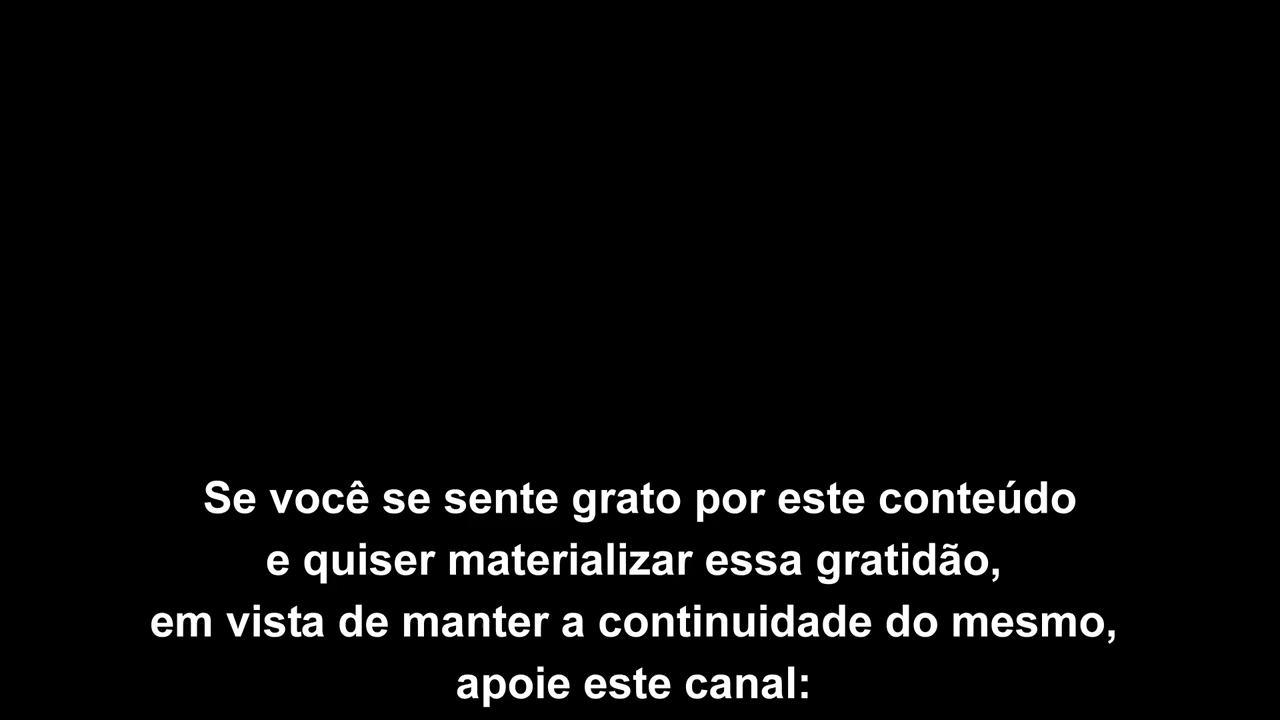 Se você se sente grato por este conteúdo
e quiser materializar essa gratidão,
em vista de manter a continuidade do mesmo,
apoie este canal: